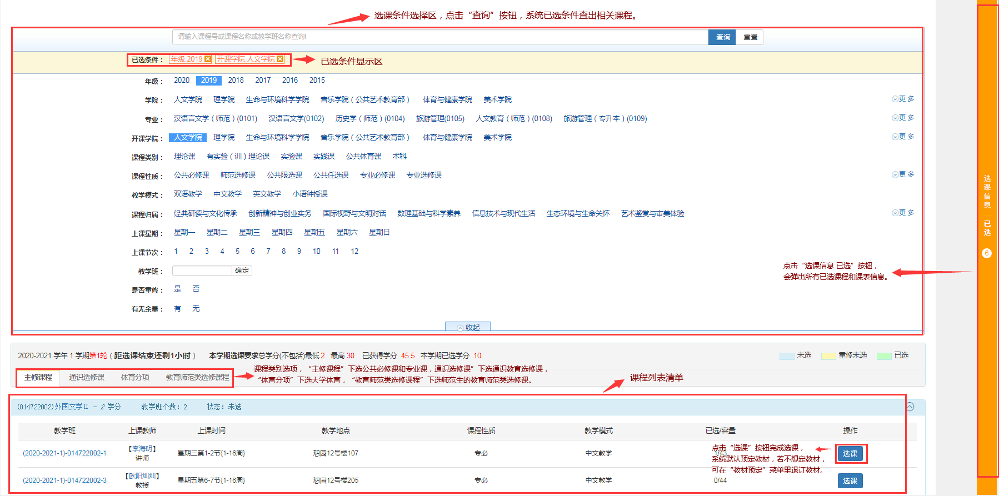 选课条件选择区，点击“查询”按钮，系统已选条件查出相关课程。
请输入课程号或课程名称或教学班名称查询! 查询 重置
已选条件： 年级:2019 开课学院:人文学院 已选条件显示区
年级： 2020 2019 2018 2017 2016 2015
学院： 人文学院 理学院 生命与环境科学学院 音乐学院（公共艺术教育部） 体育与健康学院 美术学院 更多
专业： 汉语言文学（师范）(0101) 汉语言文学(0102) 历史学（师范）(0104) 旅游管理(0105) 人文教育（师范）(0108) 旅游管理（专升本）(0109) 更多
开课学院： 人文学院 理学院 生命与环境科学学院 音乐学院（公共艺术教育部） 体育与健康学院 美术学院 更多
课程类别： 理论课 有实验（训）理论课 实验课 实践课 公共体育课 术科
课程性质： 公共必修课 师范选修课 公共限选课 公共任选课 专业必修课 专业选修课 更多
教学模式： 双语教学 中文教学 英文教学 小语种授课
课程归属： 经典研读与文化传承 创新精神与创业实务 国际视野与文明对话 数理基础与科学素养 信息技术与现代生活 生态环境与生命关怀 艺术鉴赏与审美体验 更多
上课星期： 星期一 星期二 星期三 星期四 星期五 星期六 星期日
上课节次： 1 2 3 4 5 6 7 8 9 10 11 12
教学班： 确定
是否重修： 是 否
有无余量： 有 无
收起
选课信息 已选 6
点击“选课信息 已选”按钮，
会弹出所有已选课程和课表信息。
2020-2021 学年 1 学期第1轮（距选课结束还剩1小时） 本学期选课要求总学分(不包括)最低 2 最高 30 已获得学分 45.5 本学期已选学分 10 未选 重修未选 已选
主修课程 通识选修课 体育分项 教育师范类选修课程
课程类别选项，“主修课程”下选公共必修课和专业课，通识选修课”下选通识教育选修课，
“体育分项”下选大学体育，“教育师范类选修课程”下选师范生的教育师范类选修课。
课程列表清单
(014722002)外国文学II - 2 学分 教学班个数：2 状态：未选
教学班 上课教师 上课时间 教学地点 课程性质 教学模式 已选/容量 操作
(2020-2021-1)-014722002-1 【李海明】 讲师 星期三第1-2节{1-16周} 恕园12号楼107 专必 中文教学 1/43 选课
点击“选课”按钮完成选课，
系统默认预定教材，若不想定教材，
可在“教材预定”菜单里退订教材。
(2020-2021-1)-014722002-3 【欧阳灿灿】 教授 星期五第6-7节{1-16周} 恕园12号楼205 专必 中文教学 0/44 选课